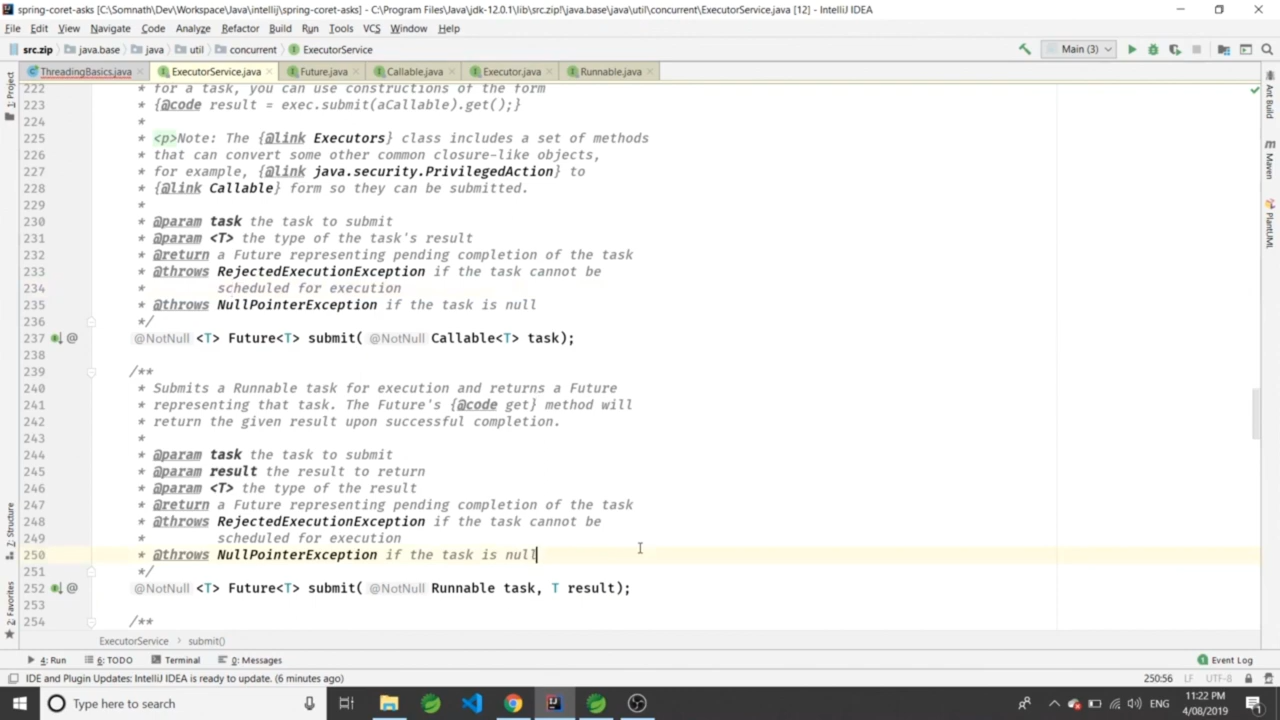 spring-coret-asks [C:\Somnath\Dev\Workspace\Java\intellij\spring-coret-asks] - C:\Program Files\Java\jdk-12.0.1\lib\src.zip!\java.base\java\util\concurrent\ExecutorService.java [12] - IntelliJ IDEA
File Edit View Navigate Code Analyze Refactor Build Run Tools VCS Window Help
src.zip java.base java util concurrent ExecutorService Main (3)
ThreadingBasics.java ExecutorService.java Future.java Callable.java Executor.java Runnable.java
1: Project
Ant Build
Maven
PlantUML
Z: Structure
2: Favorites
222 * for a task, you can use constructions of the form
223 * {@code result = exec.submit(aCallable).get();}
224 *
225 * <p>Note: The {@link Executors} class includes a set of methods
226 * that can convert some other common closure-like objects,
227 * for example, {@link java.security.PrivilegedAction} to
228 * {@link Callable} form so they can be submitted.
229 *
230 * @param task the task to submit
231 * @param <T> the type of the task's result
232 * @return a Future representing pending completion of the task
233 * @throws RejectedExecutionException if the task cannot be
234 * scheduled for execution
235 * @throws NullPointerException if the task is null
236 */
237 @ @NotNull <T> Future<T> submit( @NotNull Callable<T> task);
238
239 /**
240 * Submits a Runnable task for execution and returns a Future
241 * representing that task. The Future's {@code get} method will
242 * return the given result upon successful completion.
243 *
244 * @param task the task to submit
245 * @param result the result to return
246 * @param <T> the type of the result
247 * @return a Future representing pending completion of the task
248 * @throws RejectedExecutionException if the task cannot be
249 * scheduled for execution
250 * @throws NullPointerException if the task is null
251 */
252 @ @NotNull <T> Future<T> submit( @NotNull Runnable task, T result);
253
254 /**
ExecutorService submit()
4: Run 6: TODO Terminal 0: Messages Event Log
IDE and Plugin Updates: IntelliJ IDEA is ready to update. (6 minutes ago) 250:56 LF UTF-8
Type here to search ENG 11:22 PM
4/08/2019